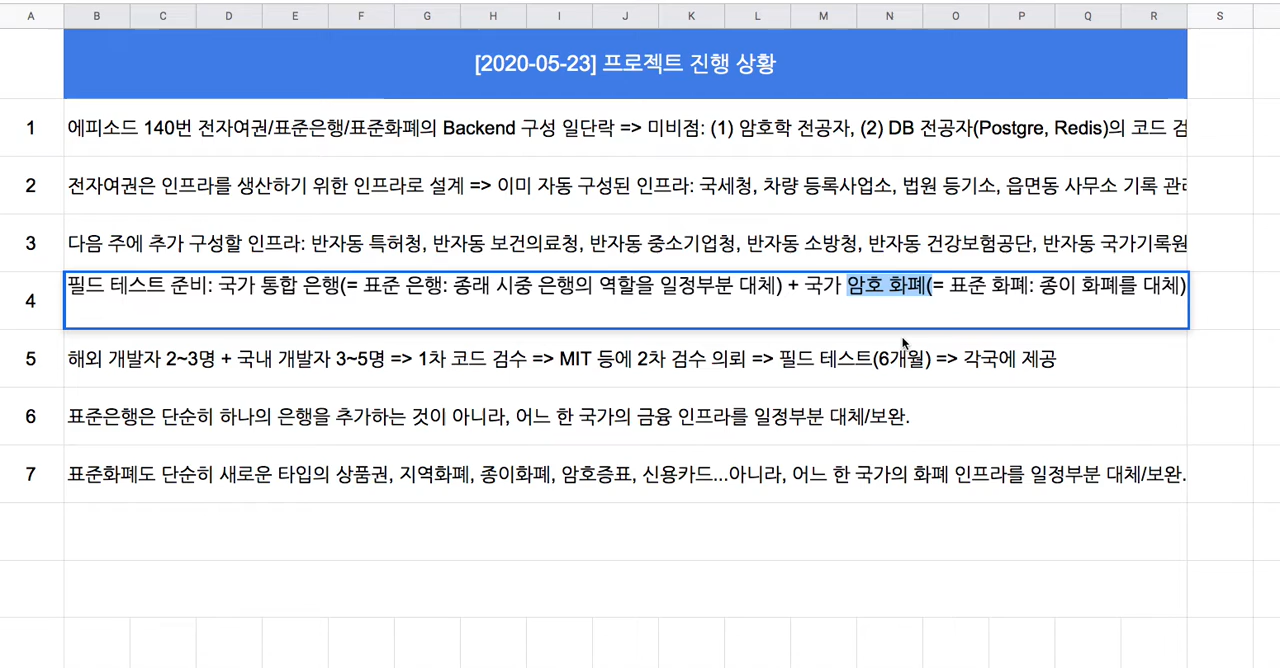 A B C D E F G H I J K L M N O P Q R S
[2020-05-23] 프로젝트 진행 상황
1 에피소드 140번 전자여권/표준은행/표준화폐의 Backend 구성 일단락 => 미비점: (1) 암호학 전공자, (2) DB 전공자(Postgre, Redis)의 코드 검
2 전자여권은 인프라를 생산하기 위한 인프라로 설계 => 이미 자동 구성된 인프라: 국세청, 차량 등록사업소, 법원 등기소, 읍면동 사무소 기록 관리
3 다음 주에 추가 구성할 인프라: 반자동 특허청, 반자동 보건의료청, 반자동 중소기업청, 반자동 소방청, 반자동 건강보험공단, 반자동 국가기록원
4 필드 테스트 준비: 국가 통합 은행(= 표준 은행: 종래 시중 은행의 역할을 일정부분 대체) + 국가 암호 화폐(= 표준 화폐: 종이 화폐를 대체)
5 해외 개발자 2~3명 + 국내 개발자 3~5명 => 1차 코드 검수 => MIT 등에 2차 검수 의뢰 => 필드 테스트(6개월) => 각국에 제공
6 표준은행은 단순히 하나의 은행을 추가하는 것이 아니라, 어느 한 국가의 금융 인프라를 일정부분 대체/보완.
7 표준화폐도 단순히 새로운 타입의 상품권, 지역화폐, 종이화폐, 암호증표, 신용카드...아니라, 어느 한 국가의 화폐 인프라를 일정부분 대체/보완.